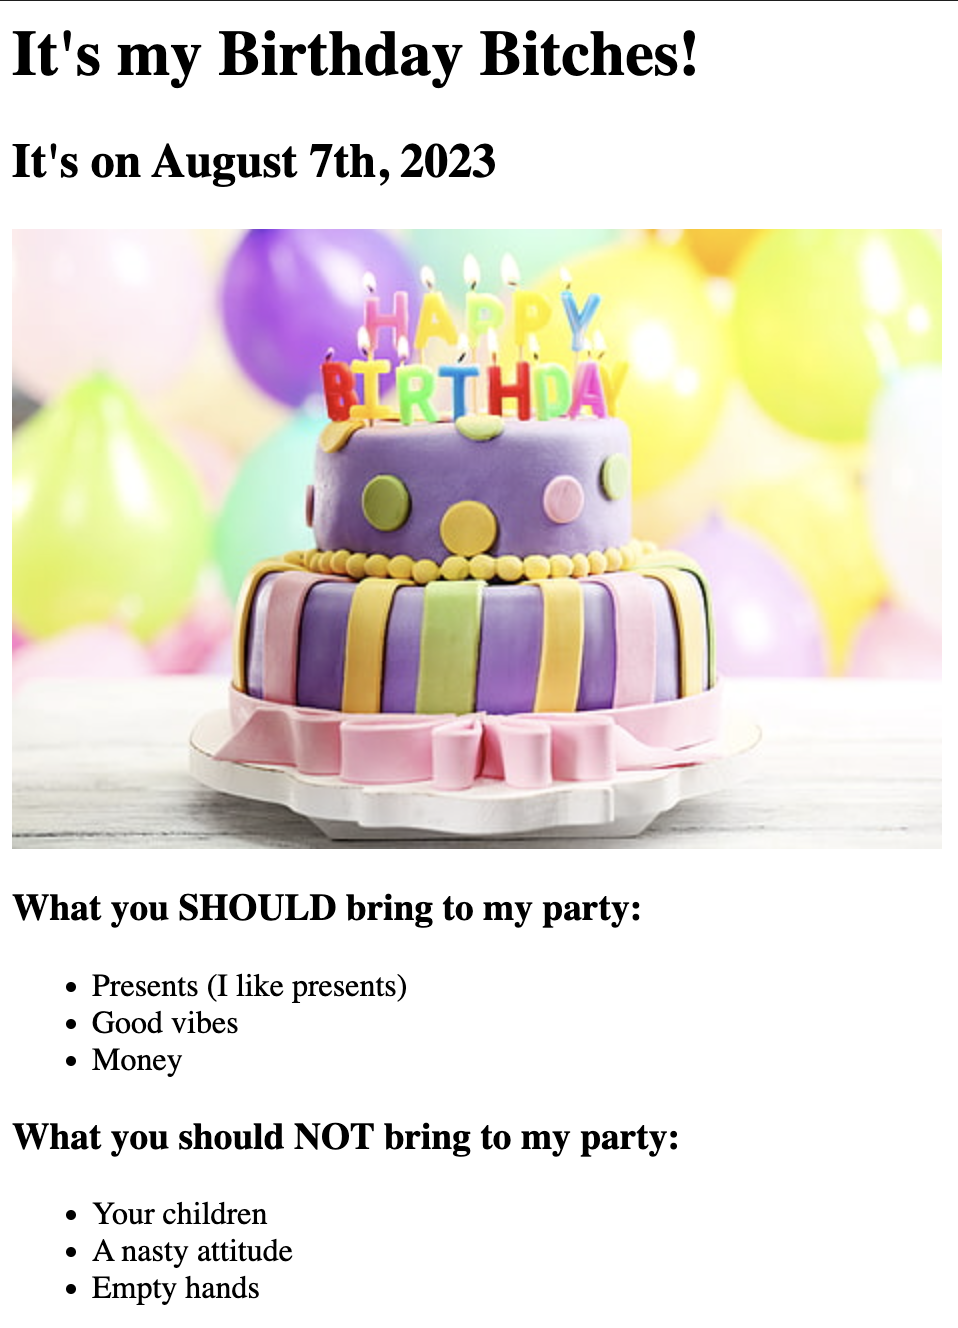 It's my Birthday Bitches!
It's on August 7th, 2023
HAPPY
BIRTHDAY
What you SHOULD bring to my party:
Presents (I like presents)
Good vibes
Money
What you should NOT bring to my party:
Your children
A nasty attitude
Empty hands